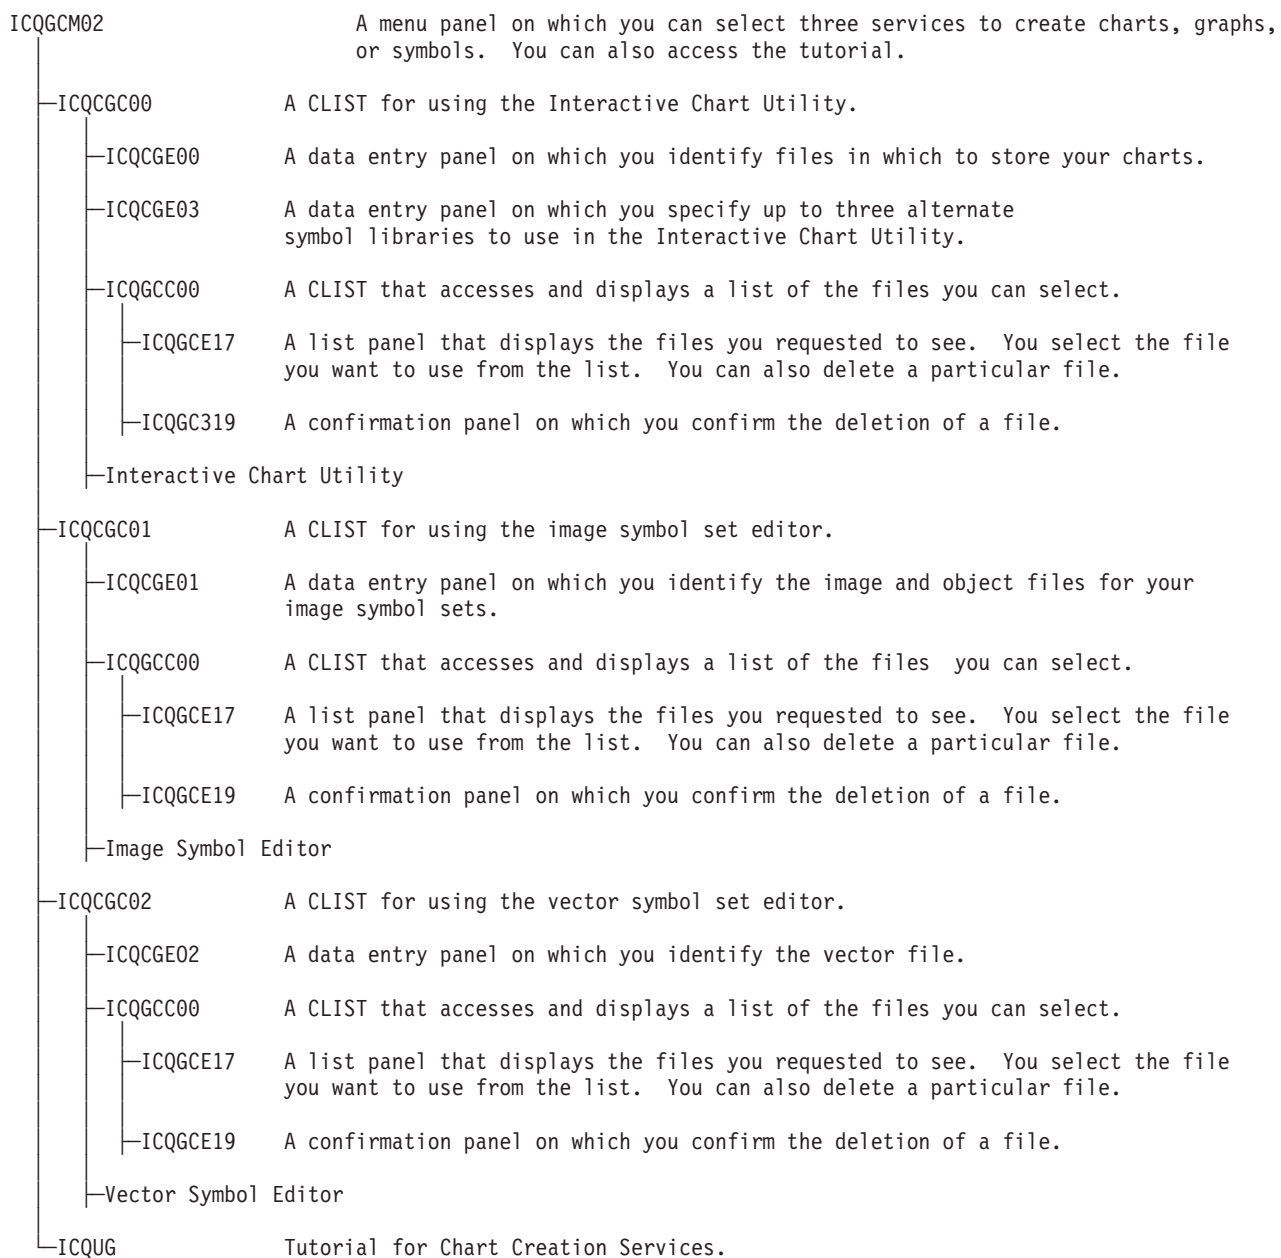 ICQGCM02 A menu panel on which you can select three services to create charts, graphs,
or symbols. You can also access the tutorial.
ICQCGC00 A CLIST for using the Interactive Chart Utility.
ICQCGE00 A data entry panel on which you identify files in which to store your charts.
ICQCGE03 A data entry panel on which you specify up to three alternate
symbol libraries to use in the Interactive Chart Utility.
ICQGCC00 A CLIST that accesses and displays a list of the files you can select.
ICQGCE17 A list panel that displays the files you requested to see. You select the file
you want to use from the list. You can also delete a particular file.
ICQGC319 A confirmation panel on which you confirm the deletion of a file.
Interactive Chart Utility
ICQCGC01 A CLIST for using the image symbol set editor.
ICQCGE01 A data entry panel on which you identify the image and object files for your
image symbol sets.
ICQGCC00 A CLIST that accesses and displays a list of the files you can select.
ICQGCE17 A list panel that displays the files you requested to see. You select the file
you want to use from the list. You can also delete a particular file.
ICQGCE19 A confirmation panel on which you confirm the deletion of a file.
Image Symbol Editor
ICQCGC02 A CLIST for using the vector symbol set editor.
ICQCGEO2 A data entry panel on which you identify the vector file.
ICQGCC00 A CLIST that accesses and displays a list of the files you can select.
ICQGCE17 A list panel that displays the files you requested to see. You select the file
you want to use from the list. You can also delete a particular file.
ICQGCE19 A confirmation panel on which you confirm the deletion of a file.
Vector Symbol Editor
ICQUG Tutorial for Chart Creation Services.